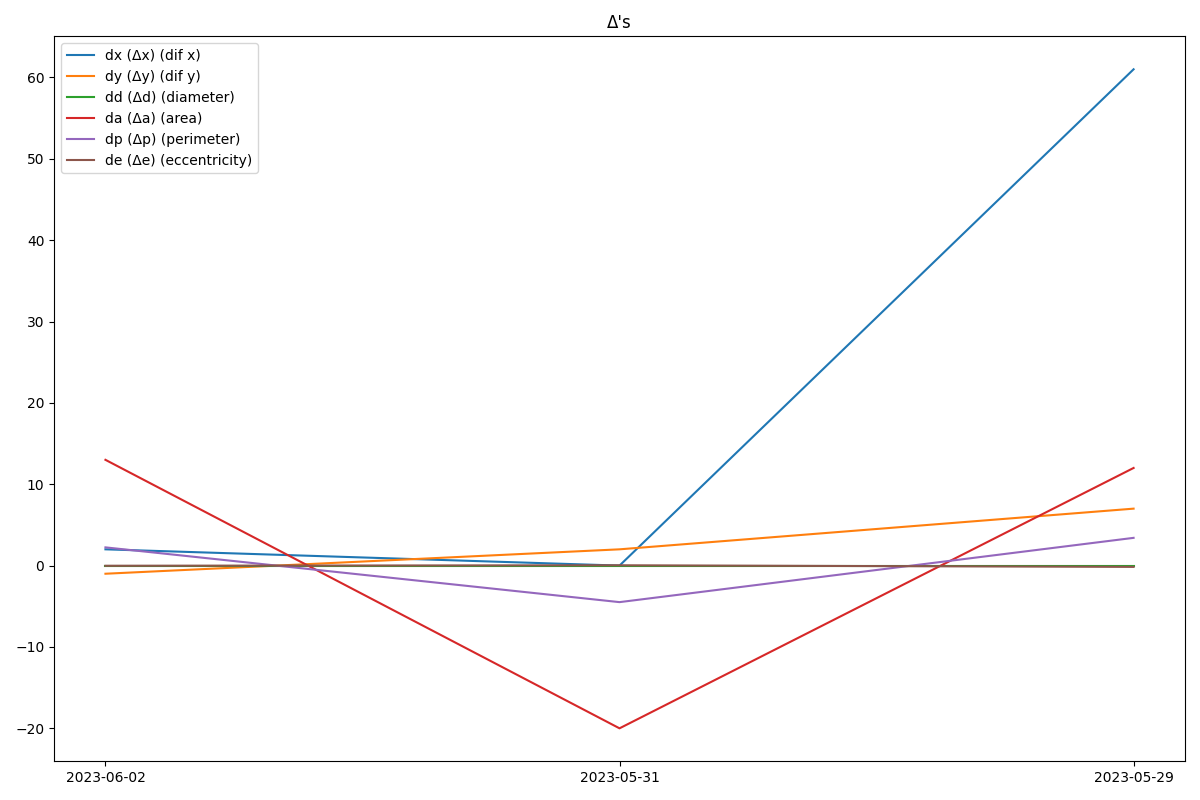 Δ's
dx (Δx) (dif x)
dy (Δy) (dif y)
dd (Δd) (diameter)
da (Δa) (area)
dp (Δp) (perimeter)
de (Δe) (eccentricity)
60
50
40
30
20
10
0
−10
−20
2023-06-02 2023-05-31 2023-05-29